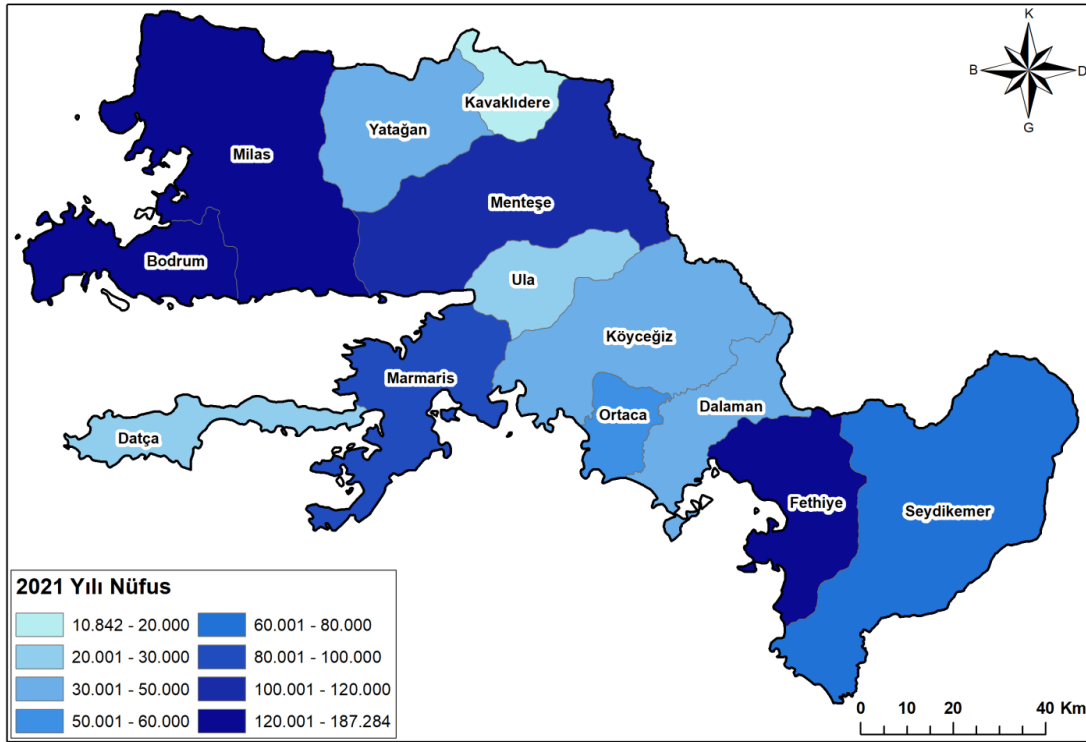 K
B D
G
Kavaklıdere
Yatağan
Milas
Menteşe
Bodrum
Ula
Köyceğiz
Marmaris
Dalaman
Ortaca
Datça
Fethiye
Seydikemer
2021 Yılı Nüfus
10.842 - 20.000
20.001 - 30.000
30.001 - 50.000
50.001 - 60.000
60.001 - 80.000
80.001 - 100.000
100.001 - 120.000
120.001 - 187.284
0 10 20 40 Km